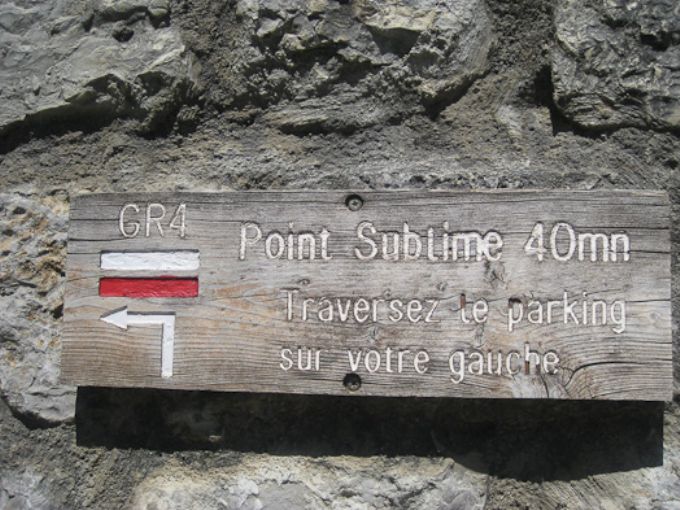 GR4
Point Sublime 40mn
Traversez le parking
sur votre gauche